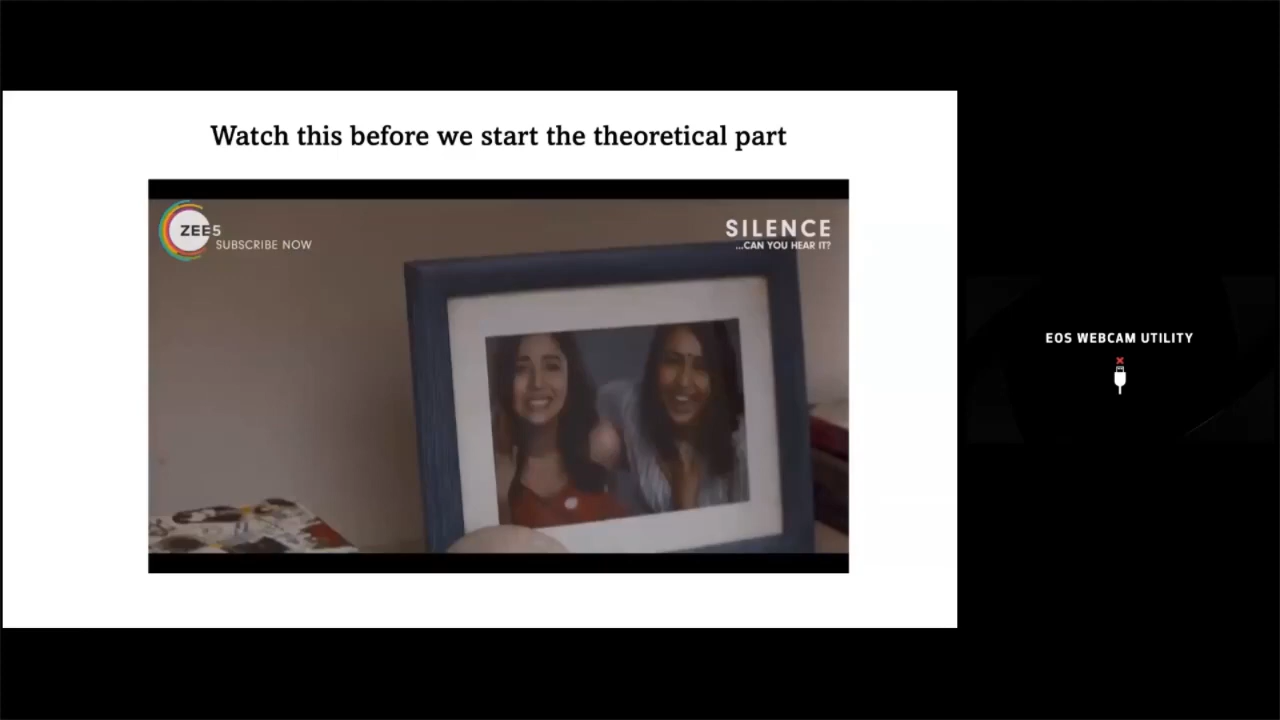 Watch this before we start the theoretical part
ZEE5
SUBSCRIBE NOW
SILENCE
...CAN YOU HEAR IT?
EOS WEBCAM UTILITY